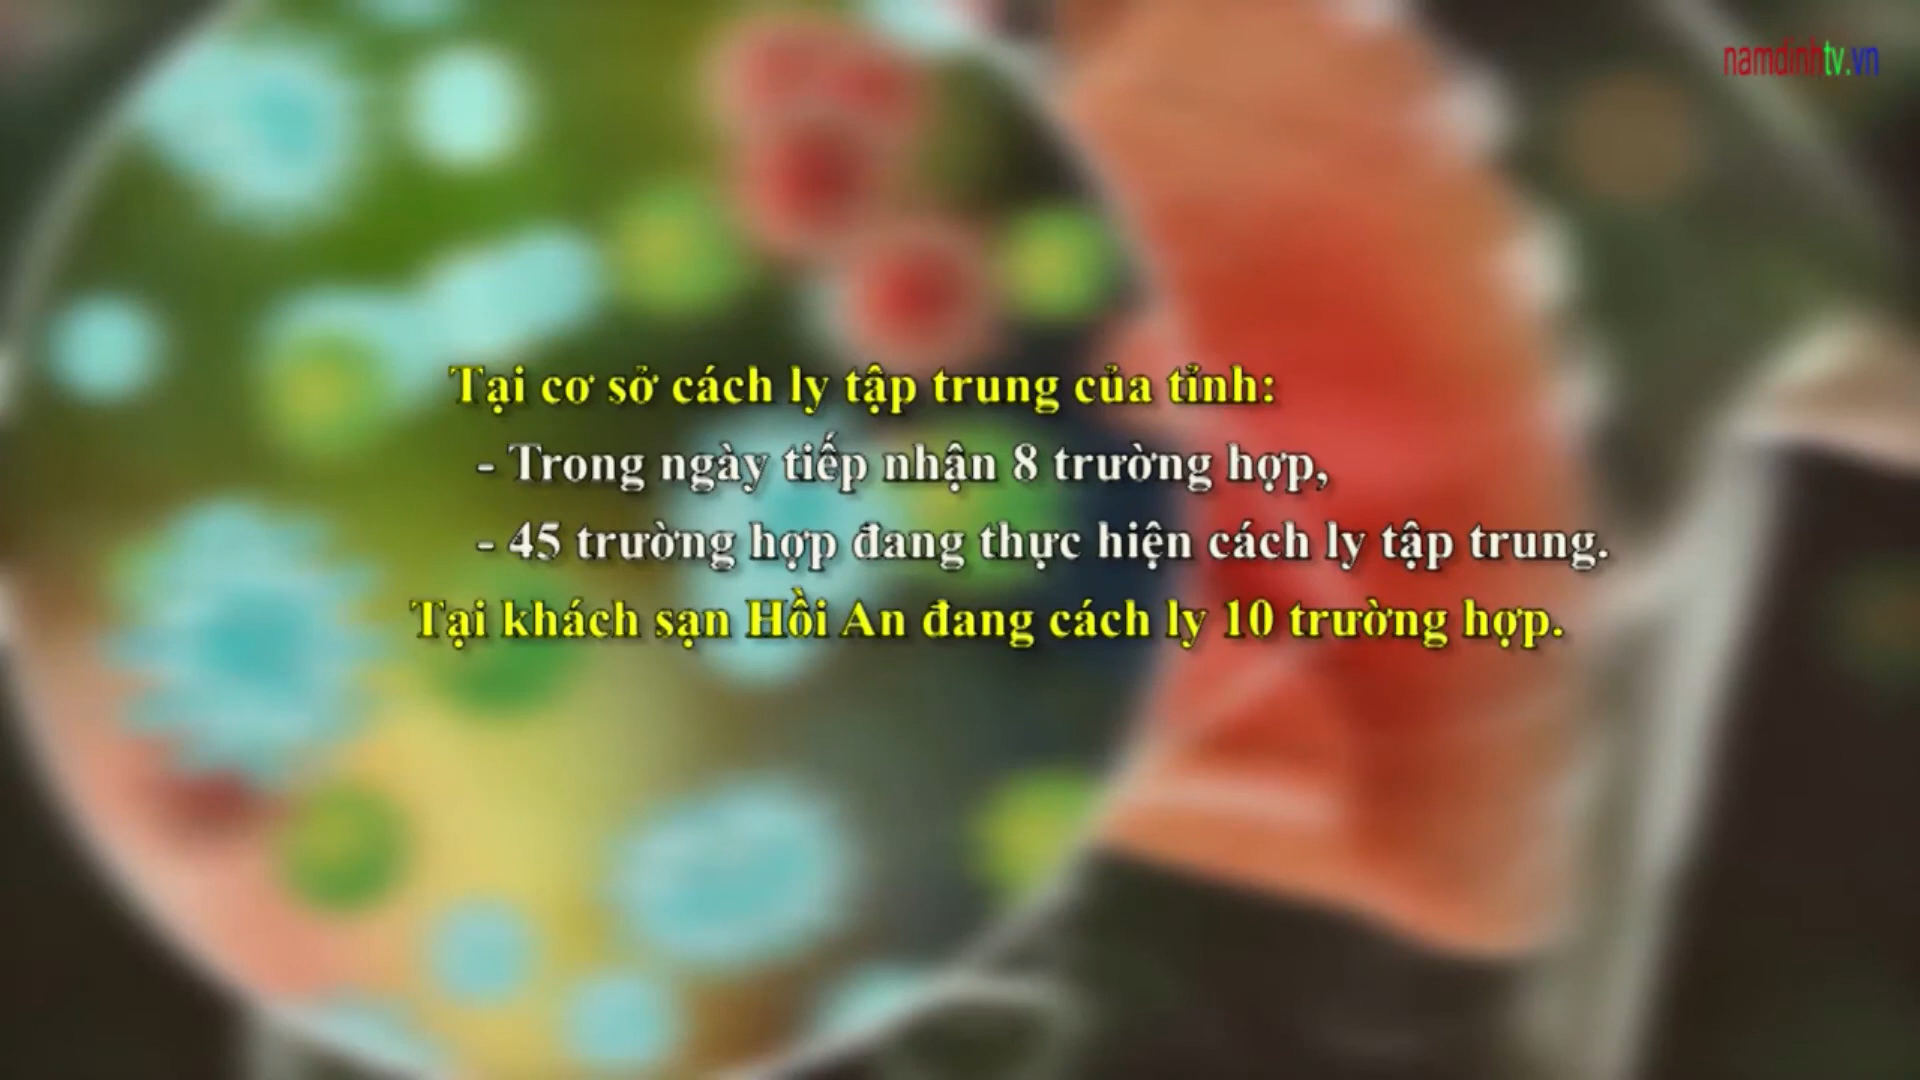 namdinhtv.vn
Tại cơ sở cách ly tập trung của tỉnh:
- Trong ngày tiếp nhận 8 trường hợp,
- 45 trường hợp đang thực hiện cách ly tập trung.
Tại khách sạn Hồi An đang cách ly 10 trường hợp.